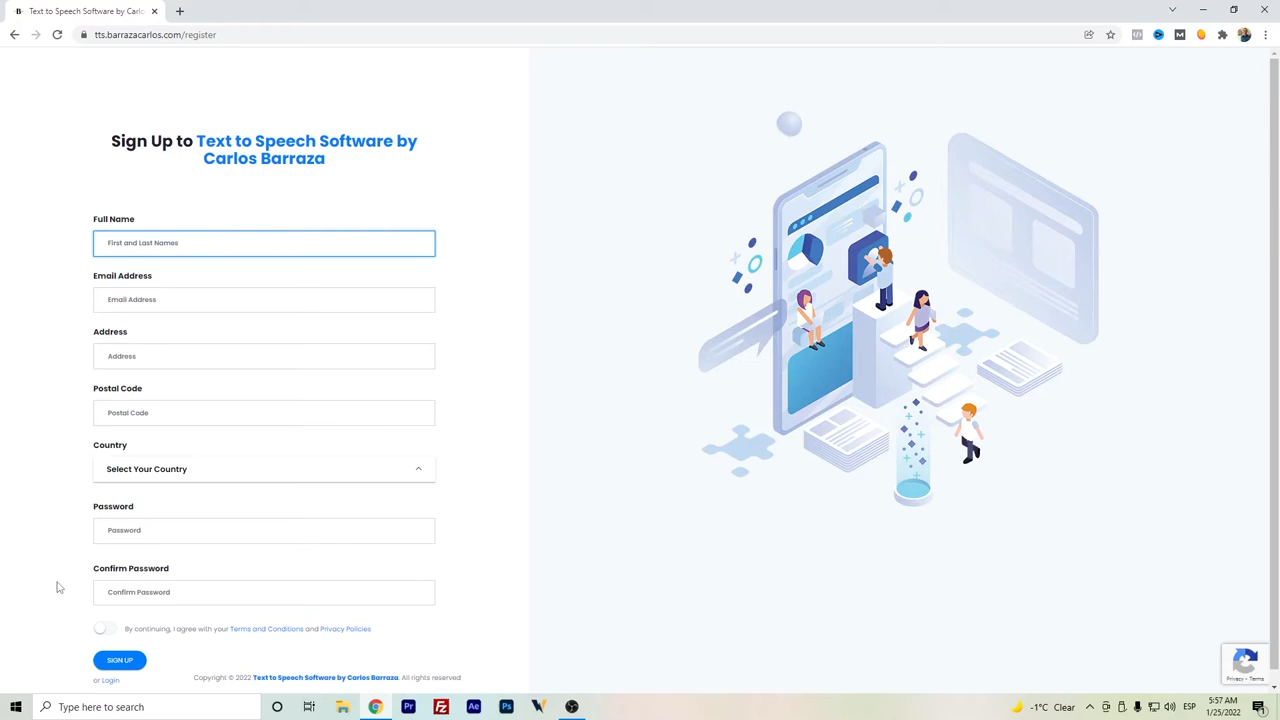 Text to Speech Software by Car
tts.barrazacarlos.com/register
Sign Up to Text to Speech Software by
Carlos Barraza
Full Name
First and Last Names
Email Address
Email Address
Address
Address
Postal Code
Postal Code
Country
Select Your Country
Password
Password
Confirm Password
Confirm Password
By continuing, I agree with your Terms and Conditions and Privacy Policies
SIGN UP
or Login
Copyright © 2022 Text to Speech Software by Carlos Barraza. All rights reserved
Privacy - Terms
Type here to search
-1°C Clear
ESP
5:57 AM
1/25/2022